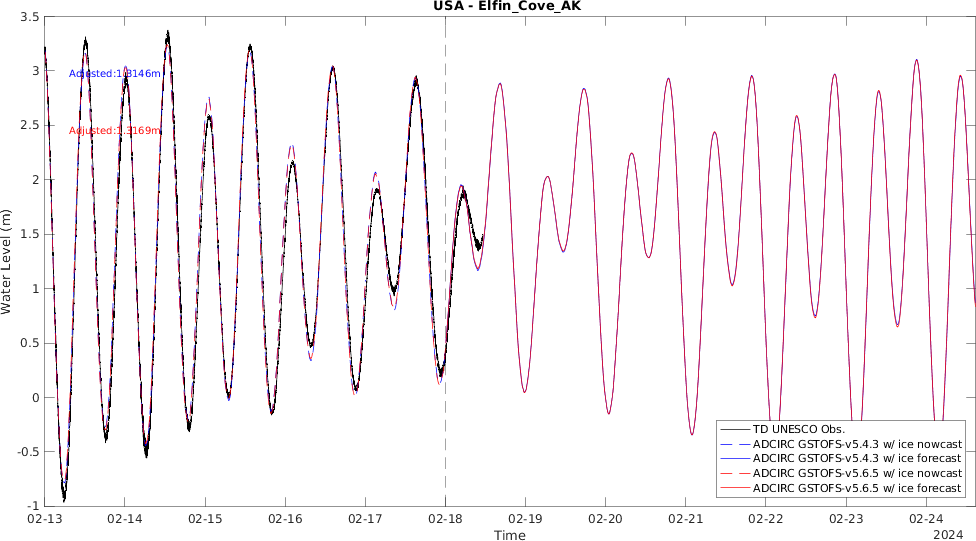 USA - Elfin_Cove_AK
3.5
3
2.5
2
1.5
1
0.5
0
-0.5
-1
Water Level (m)
Adjusted:1.3146m
Adjusted:1.3169m
TD UNESCO Obs.
ADCIRC GSTOFS-v5.4.3 w/ ice nowcast
ADCIRC GSTOFS-v5.4.3 w/ ice forecast
ADCIRC GSTOFS-v5.6.5 w/ ice nowcast
ADCIRC GSTOFS-v5.6.5 w/ ice forecast
02-13 02-14 02-15 02-16 02-17 02-18 02-19 02-20 02-21 02-22 02-23 02-24
Time
2024